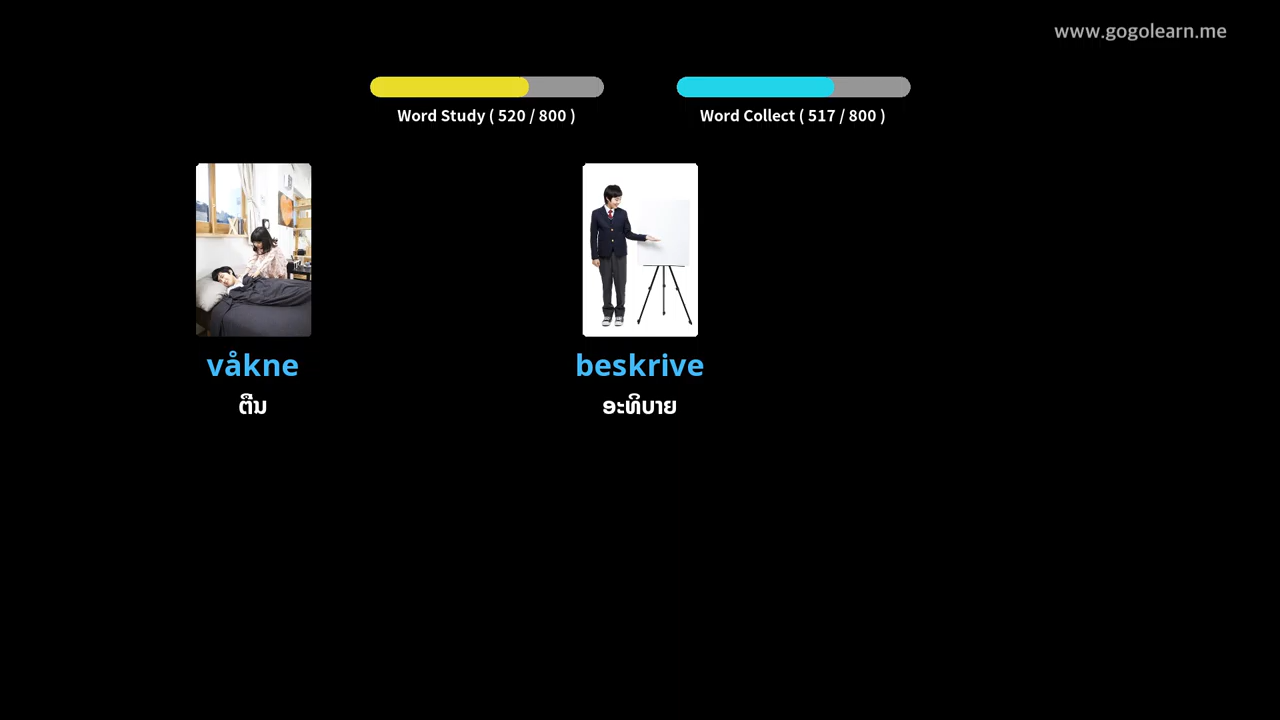 www.gogolearn.me
Word Study ( 520 / 800 )
Word Collect ( 517 / 800 )
våkne
beskrive
ຕື່ນ
ອະທິບາຍ